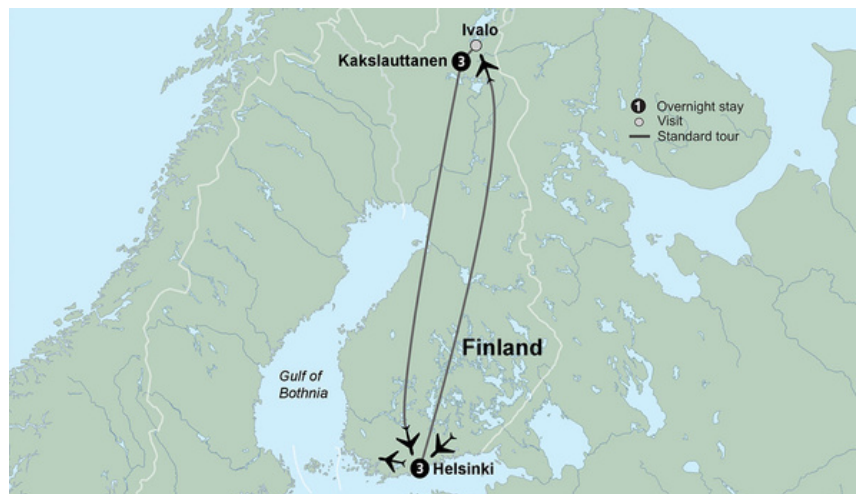 Ivalo
Kakslauttanen
3
1 Overnight stay
Visit
Standard tour
Finland
Gulf of
Bothnia
3
Helsinki